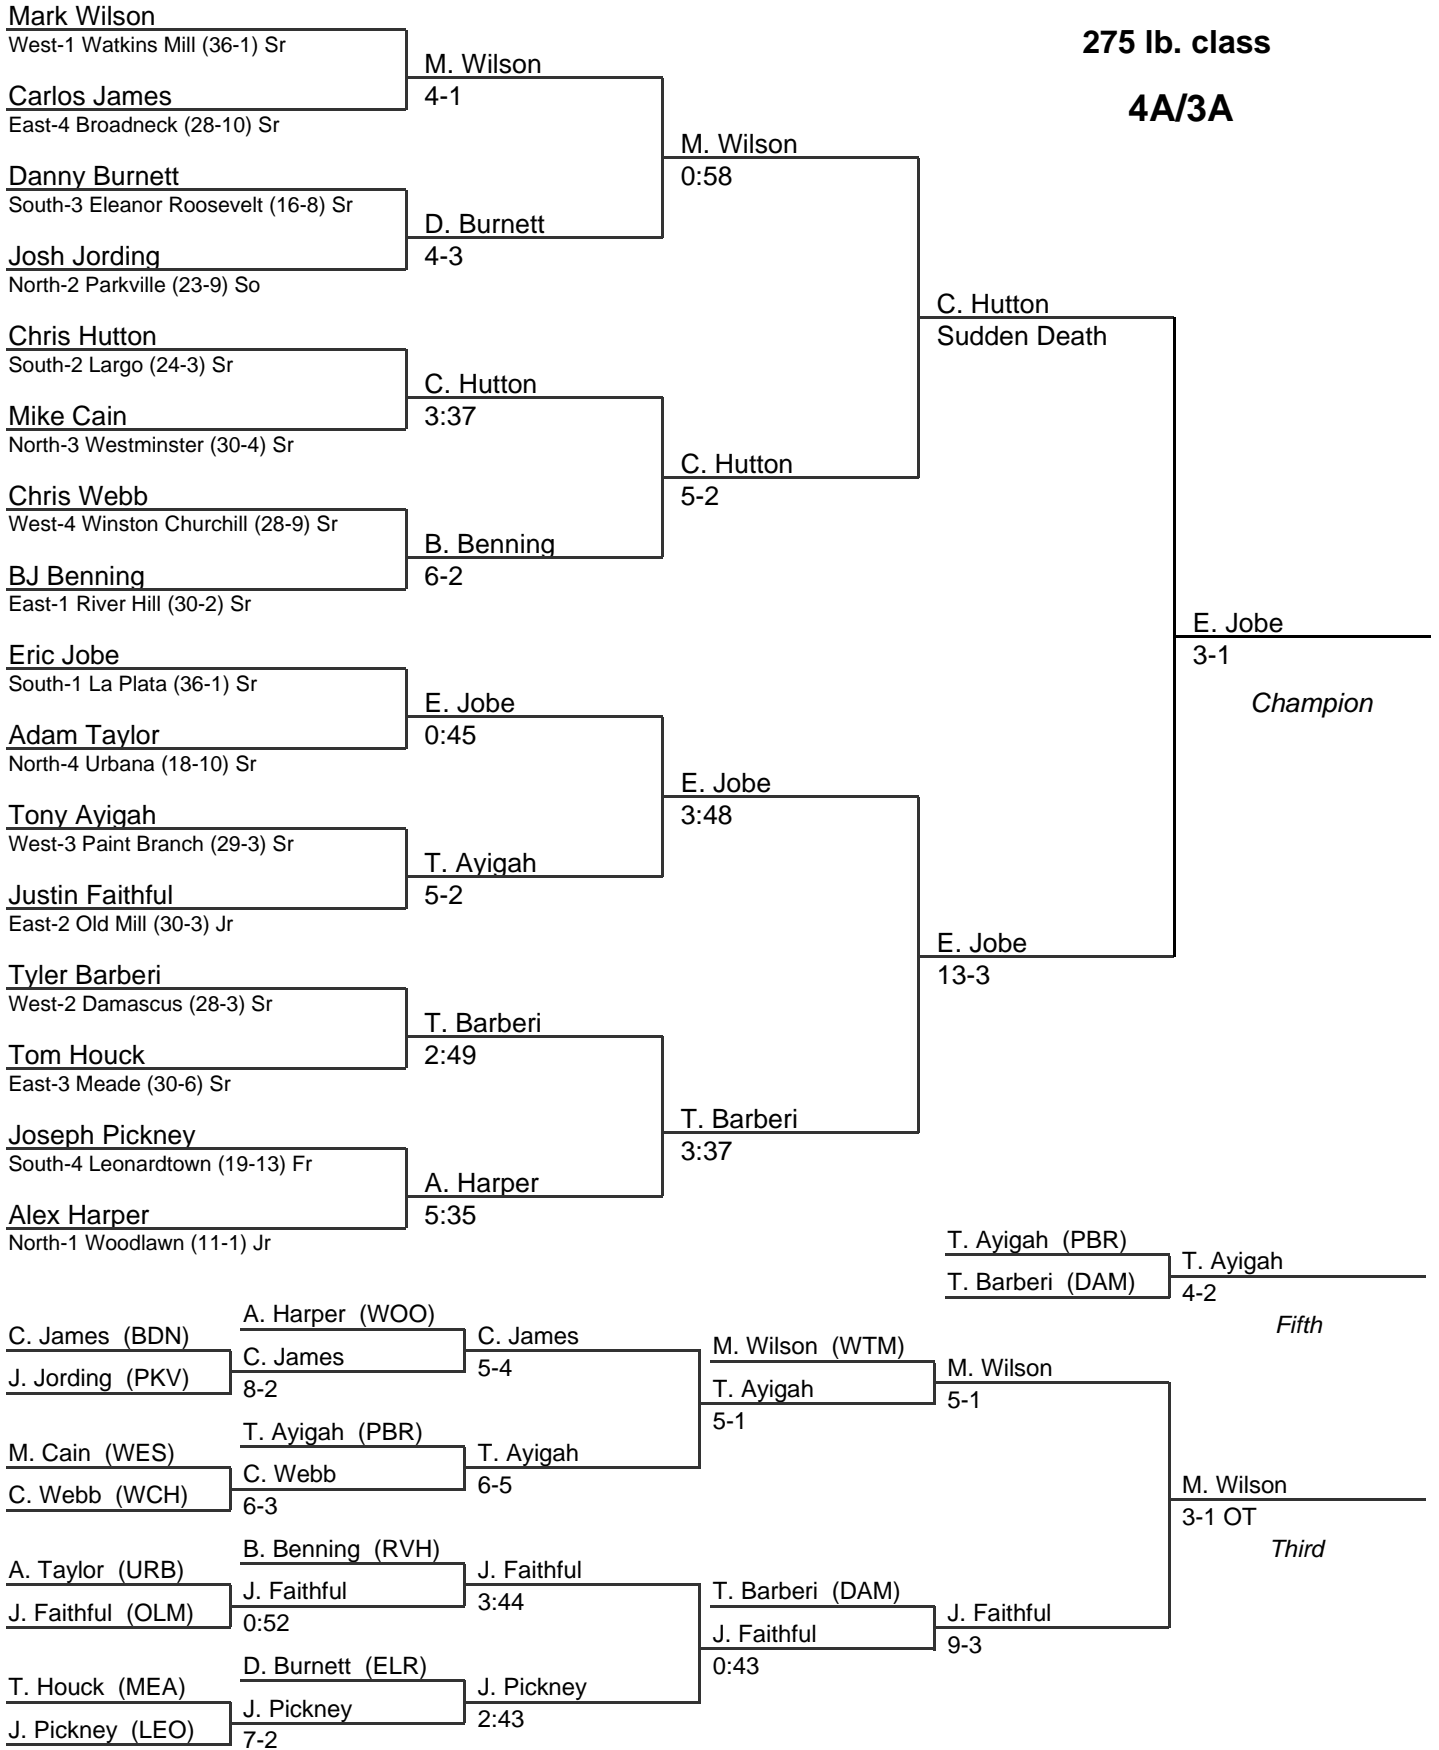 275 lb. class
4A/3A
Mark Wilson
West-1 Watkins Mill (36-1) Sr
Carlos James
East-4 Broadneck (28-10) Sr
Danny Burnett
South-3 Eleanor Roosevelt (16-8) Sr
Josh Jording
North-2 Parkville (23-9) So
Chris Hutton
South-2 Largo (24-3) Sr
Mike Cain
North-3 Westminster (30-4) Sr
Chris Webb
West-4 Winston Churchill (28-9) Sr
BJ Benning
East-1 River Hill (30-2) Sr
Eric Jobe
South-1 La Plata (36-1) Sr
Adam Taylor
North-4 Urbana (18-10) Sr
Tony Ayigah
West-3 Paint Branch (29-3) Sr
Justin Faithful
East-2 Old Mill (30-3) Jr
Tyler Barberi
West-2 Damascus (28-3) Sr
Tom Houck
East-3 Meade (30-6) Sr
Joseph Pickney
South-4 Leonardtown (19-13) Fr
Alex Harper
North-1 Woodlawn (11-1) Jr
M. Wilson
4-1
D. Burnett
4-3
C. Hutton
3:37
B. Benning
6-2
E. Jobe
0:45
T. Ayigah
5-2
T. Barberi
2:49
A. Harper
5:35
M. Wilson
0:58
C. Hutton
5-2
E. Jobe
3:48
T. Barberi
3:37
C. Hutton
Sudden Death
E. Jobe
13-3
E. Jobe
3-1
Champion
T. Ayigah (PBR)
T. Barberi (DAM)
T. Ayigah
4-2
Fifth
C. James (BDN)
J. Jording (PKV)
M. Cain (WES)
C. Webb (WCH)
A. Taylor (URB)
J. Faithful (OLM)
T. Houck (MEA)
J. Pickney (LEO)
A. Harper (WOO)
C. James
8-2
T. Ayigah (PBR)
C. Webb
6-3
B. Benning (RVH)
J. Faithful
0:52
D. Burnett (ELR)
J. Pickney
7-2
C. James
5-4
T. Ayigah
6-5
J. Faithful
3:44
J. Pickney
2:43
M. Wilson (WTM)
T. Ayigah
5-1
T. Barberi (DAM)
J. Faithful
0:43
M. Wilson
5-1
J. Faithful
9-3
M. Wilson
3-1 OT
Third